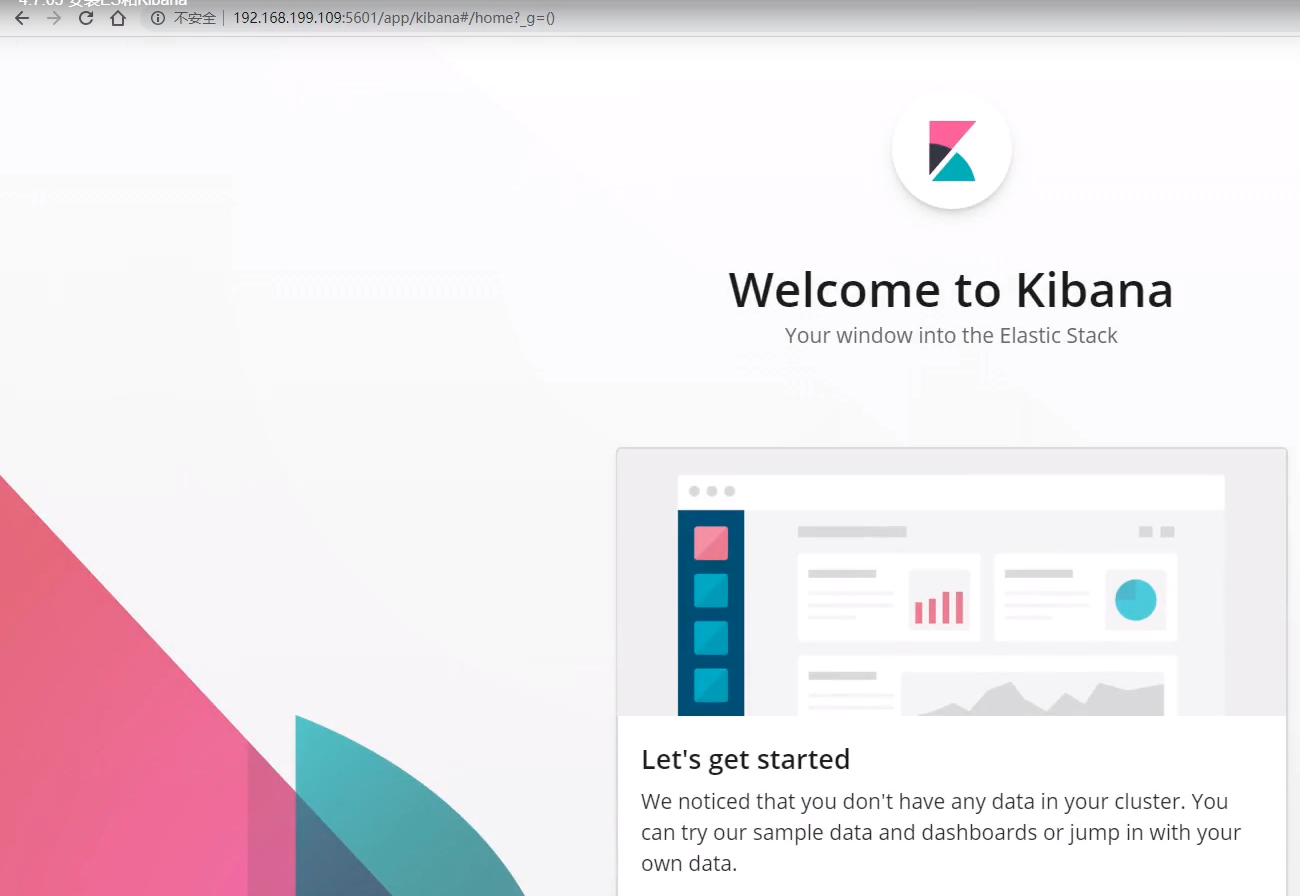 4.7.05 安装ES和Kibana
不安全 192.168.199.109:5601/app/kibana#/home?_g=()
Welcome to Kibana
Your window into the Elastic Stack
Let's get started
We noticed that you don't have any data in your cluster. You
can try our sample data and dashboards or jump in with your
own data.